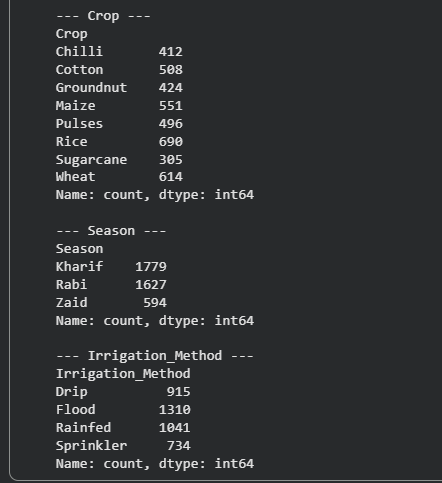 --- Crop ---
Crop
Chilli       412
Cotton       508
Groundnut    424
Maize        551
Pulses       496
Rice         690
Sugarcane    305
Wheat        614
Name: count, dtype: int64

--- Season ---
Season
Kharif    1779
Rabi      1627
Zaid       594
Name: count, dtype: int64

--- Irrigation_Method ---
Irrigation_Method
Drip          915
Flood        1310
Rainfed      1041
Sprinkler     734
Name: count, dtype: int64